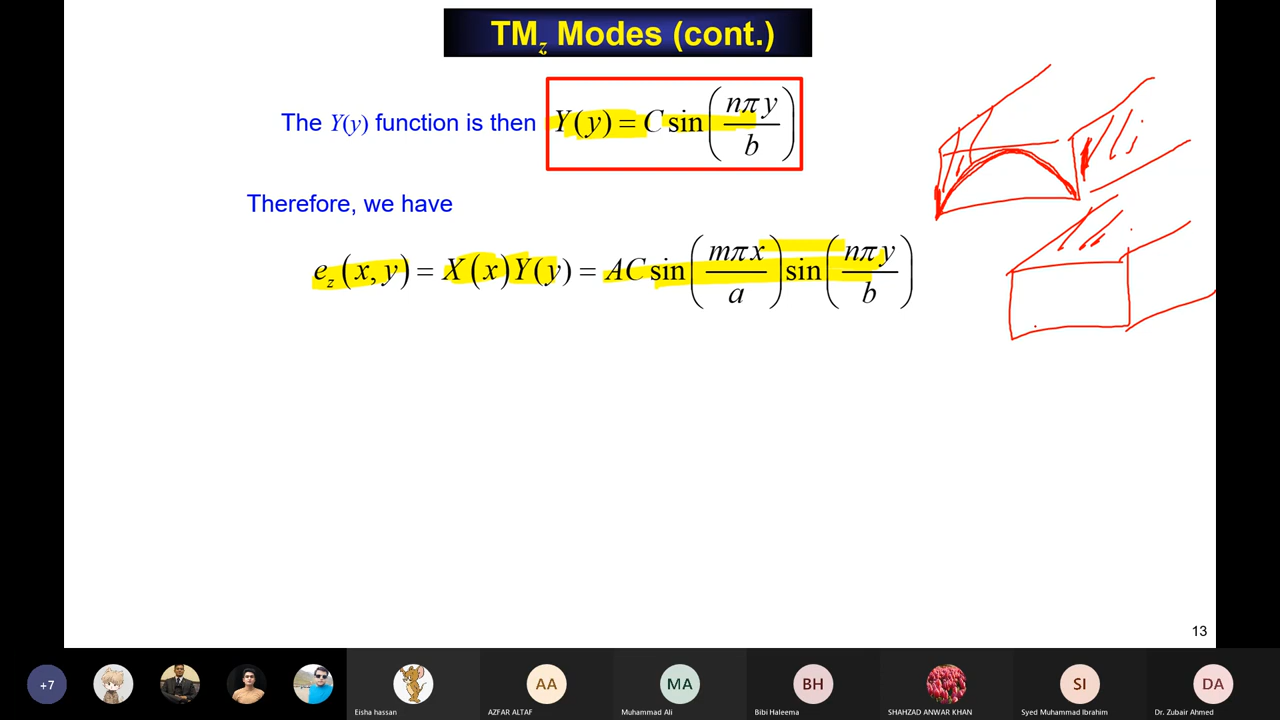 TMz Modes (cont.)
The Y(y) function is then Y(y) = C sin(nπy/b)
Therefore, we have
e_z(x, y) = X(x)Y(y) = AC sin(mπx/a) sin(nπy/b)
13
+7
AA
MA
BH
SI
DA
Eisha hassan
AZFAR ALTAF
Muhammad Ali
Bibi Haleema
SHAHZAD ANWAR KHAN
Syed Muhammad Ibrahim
Dr. Zubair Ahmed